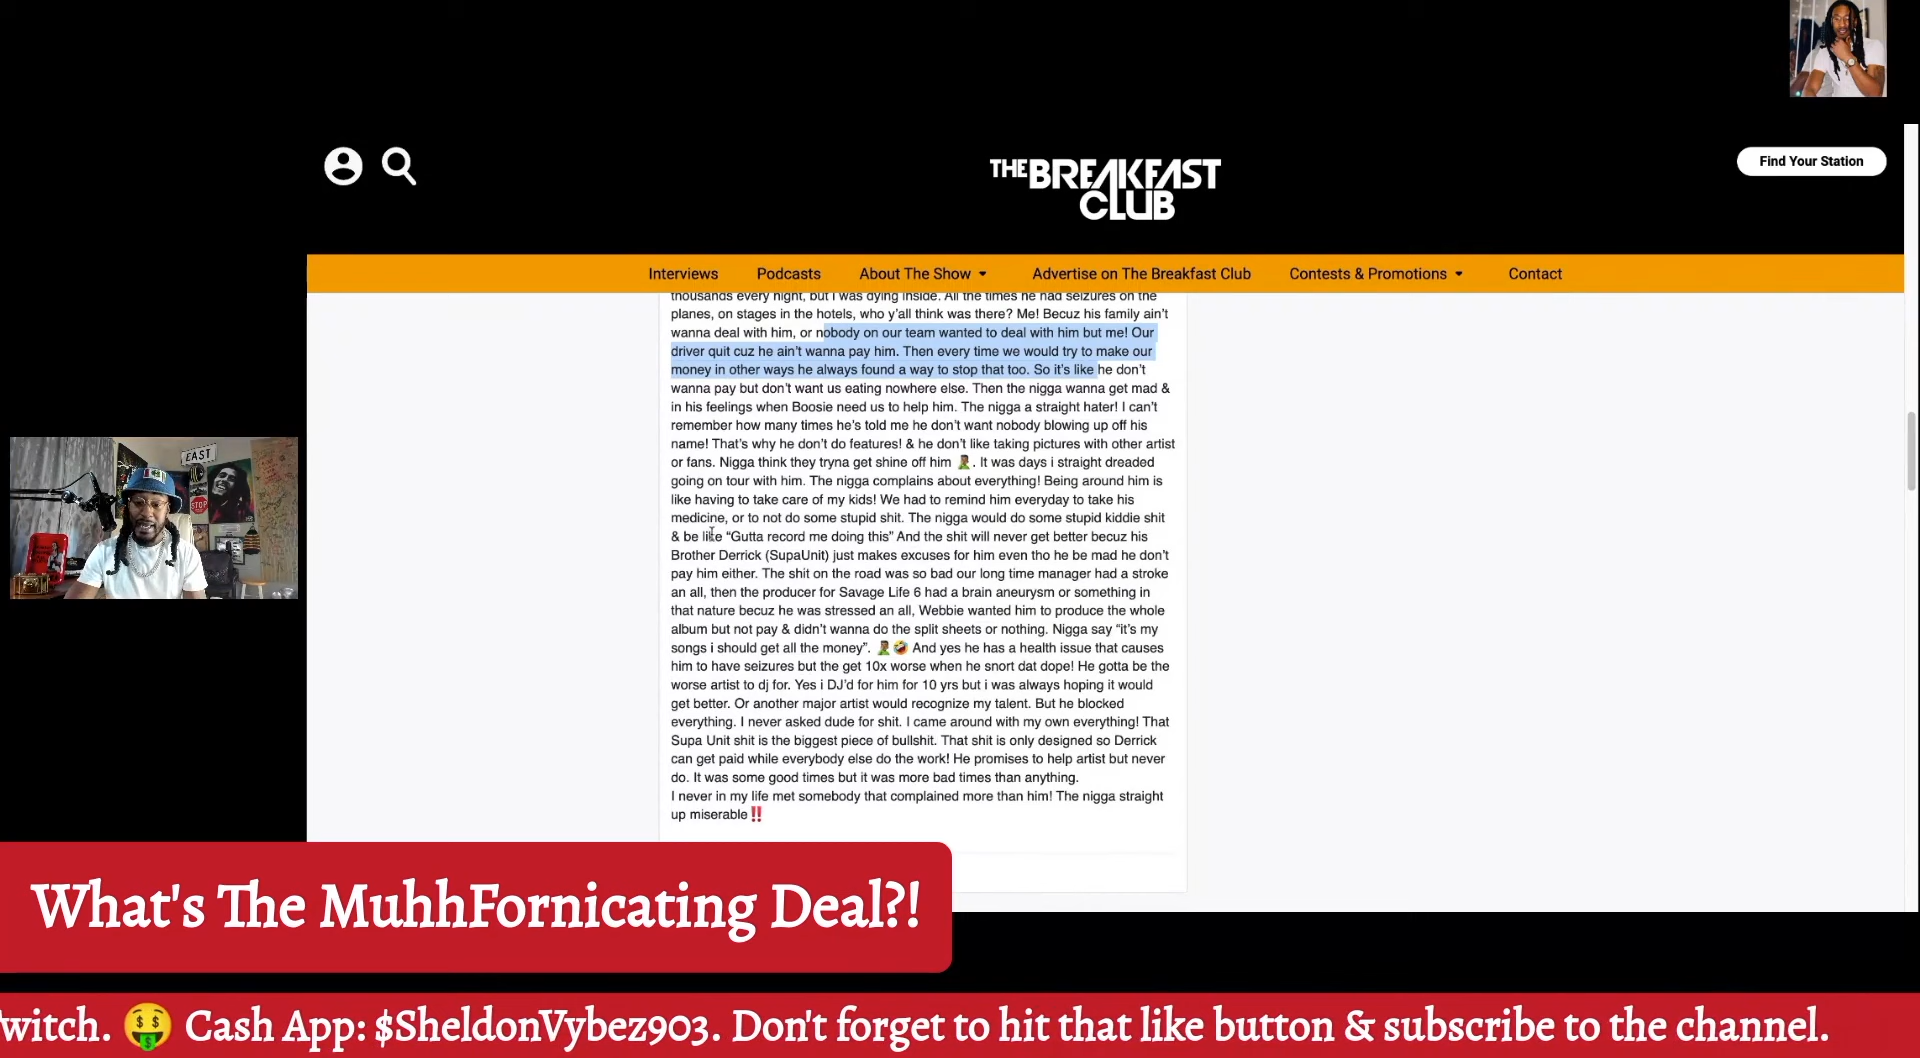 THE BREAKFAST
CLUB
Find Your Station
Interviews Podcasts About The Show Advertise on The Breakfast Club Contests & Promotions Contact
thousands every night, but I was dying inside. All the times he had seizures on the
planes, on stages in the hotels, who y'all think was there? Me! Becuz his family ain't
wanna deal with him, or nobody on our team wanted to deal with him but me! Our
driver quit cuz he ain't wanna pay him. Then every time we would try to make our
money in other ways he always found a way to stop that too. So it's like he don't
wanna pay but don't want us eating nowhere else. Then the nigga wanna get mad &
in his feelings when Boosie need us to help him. The nigga a straight hater! I can't
remember how many times he's told me he don't want nobody blowing up off his
name! That's why he don't do features! & he don't like taking pictures with other artist
or fans. Nigga think they tryna get shine off him 🤦🏾‍♂️. It was days i straight dreaded
going on tour with him. The nigga complains about everything! Being around him is
like having to take care of my kids! We had to remind him everyday to take his
medicine, or to not do some stupid shit. The nigga would do some stupid kiddie shit
& be like “Gutta record me doing this” And the shit will never get better becuz his
Brother Derrick (SupaUnit) just makes excuses for him even tho he be mad he don't
pay him either. The shit on the road was so bad our long time manager had a stroke
an all, then the producer for Savage Life 6 had a brain aneurysm or something in
that nature becuz he was stressed an all, Webbie wanted him to produce the whole
album but not pay & didn't wanna do the split sheets or nothing. Nigga say “it's my
songs i should get all the money”. 🤦🏾‍♂️🤣 And yes he has a health issue that causes
him to have seizures but the get 10x worse when he snort dat dope! He gotta be the
worse artist to dj for. Yes i DJ'd for him for 10 yrs but i was always hoping it would
get better. Or another major artist would recognize my talent. But he blocked
everything. I never asked dude for shit. I came around with my own everything! That
Supa Unit shit is the biggest piece of bullshit. That shit is only designed so Derrick
can get paid while everybody else do the work! He promises to help artist but never
do. It was some good times but it was more bad times than anything.
I never in my life met somebody that complained more than him! The nigga straight
up miserable‼️
EAST
STOP
What's The MuhhFornicating Deal?!
witch. 🤑 Cash App: $SheldonVybez903. Don't forget to hit that like button & subscribe to the channel.